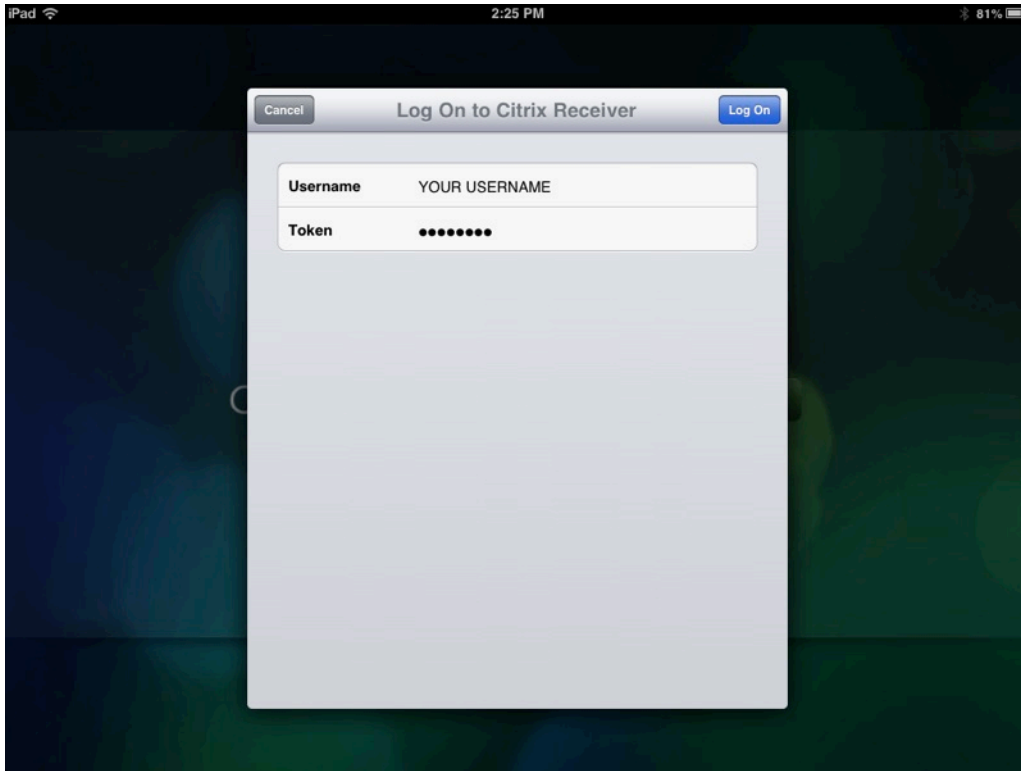 iPad 2:25 PM 81%
Cancel Log On to Citrix Receiver Log On
Username YOUR USERNAME
Token ●●●●●●●●